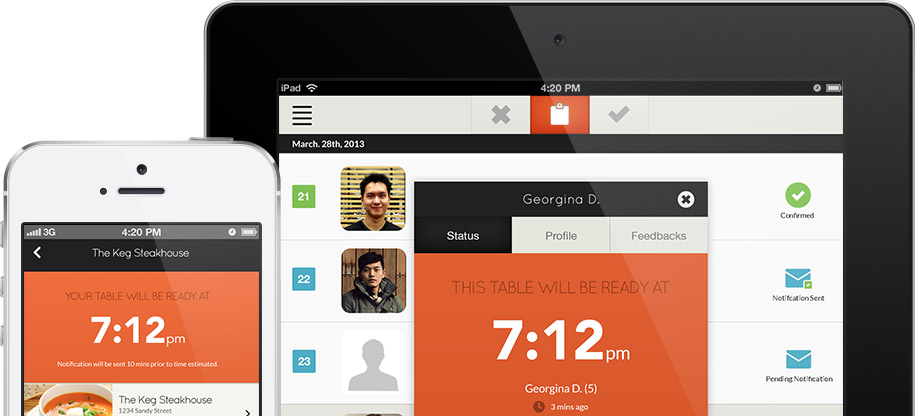 iPad 4:20 PM
March. 28th, 2013
21
Confirmed
Georgina D.
Status Profile Feedbacks
22
Notifcation Sent
THIS TABLE WILL BE READY AT
7:12pm
23
Pending Notification
Georgina D. (5)
3 mins ago
3G 4:20 PM
The Keg Steakhouse
YOUR TABLE WILL BE READY AT
7:12pm
Notification will be sent 10 mins prior to time estimated.
The Keg Steakhouse
1234 Sandy Street